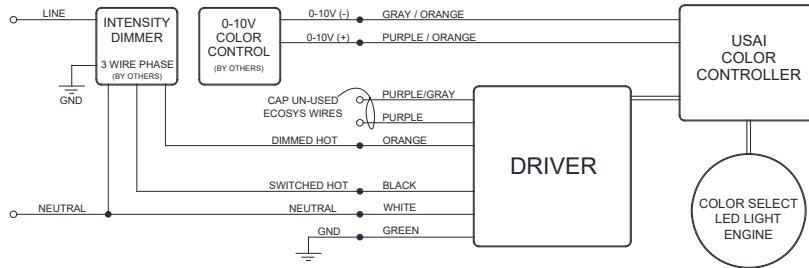 LINE
INTENSITY
DIMMER
3 WIRE PHASE
(BY OTHERS)
GND
0-10V
COLOR
CONTROL
(BY OTHERS)
0-10V (-)
GRAY / ORANGE
0-10V (+)
PURPLE / ORANGE
USAI
COLOR
CONTROLLER
CAP UN-USED
ECOSYS WIRES
PURPLE/GRAY
PURPLE
DIMMED HOT
ORANGE
DRIVER
SWITCHED HOT
BLACK
NEUTRAL
NEUTRAL
WHITE
GND
GREEN
COLOR SELECT
LED LIGHT
ENGINE